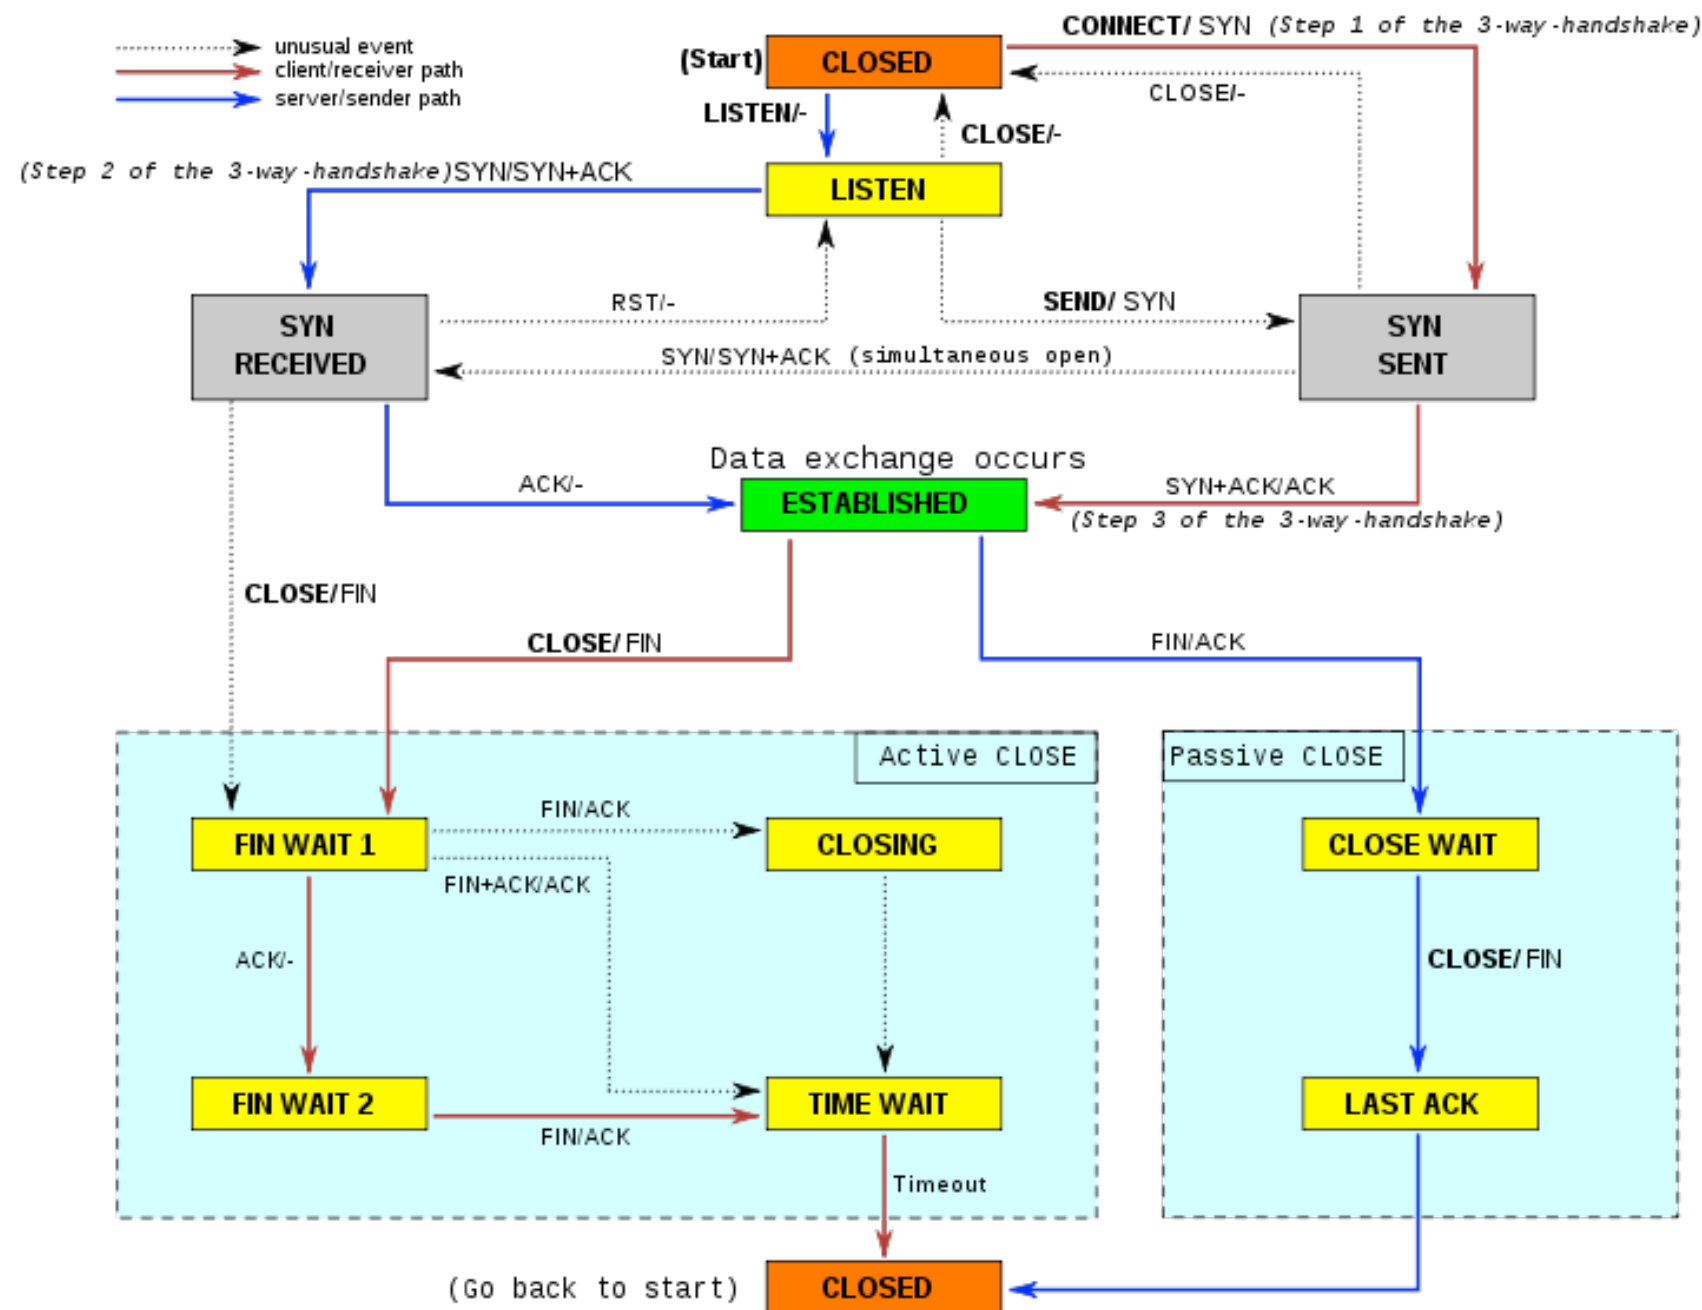 CONNECT/ SYN (Step 1 of the 3-way-handshake)
unusual event
client/receiver path
server/sender path
(Start) CLOSED
CLOSE/-
LISTEN/-
CLOSE/-
(Step 2 of the 3-way-handshake)SYN/SYN+ACK
LISTEN
RST/-
SEND/ SYN
SYN
RECEIVED
SYN
SENT
SYN/SYN+ACK (simultaneous open)
Data exchange occurs
ACK/-
ESTABLISHED
SYN+ACK/ACK
(Step 3 of the 3-way-handshake)
CLOSE/FIN
CLOSE/ FIN
FIN/ACK
Active CLOSE
Passive CLOSE
FIN WAIT 1
FIN/ACK
CLOSING
CLOSE WAIT
FIN+ACK/ACK
ACK/-
CLOSE/ FIN
FIN WAIT 2
FIN/ACK
TIME WAIT
LAST ACK
Timeout
(Go back to start)
CLOSED